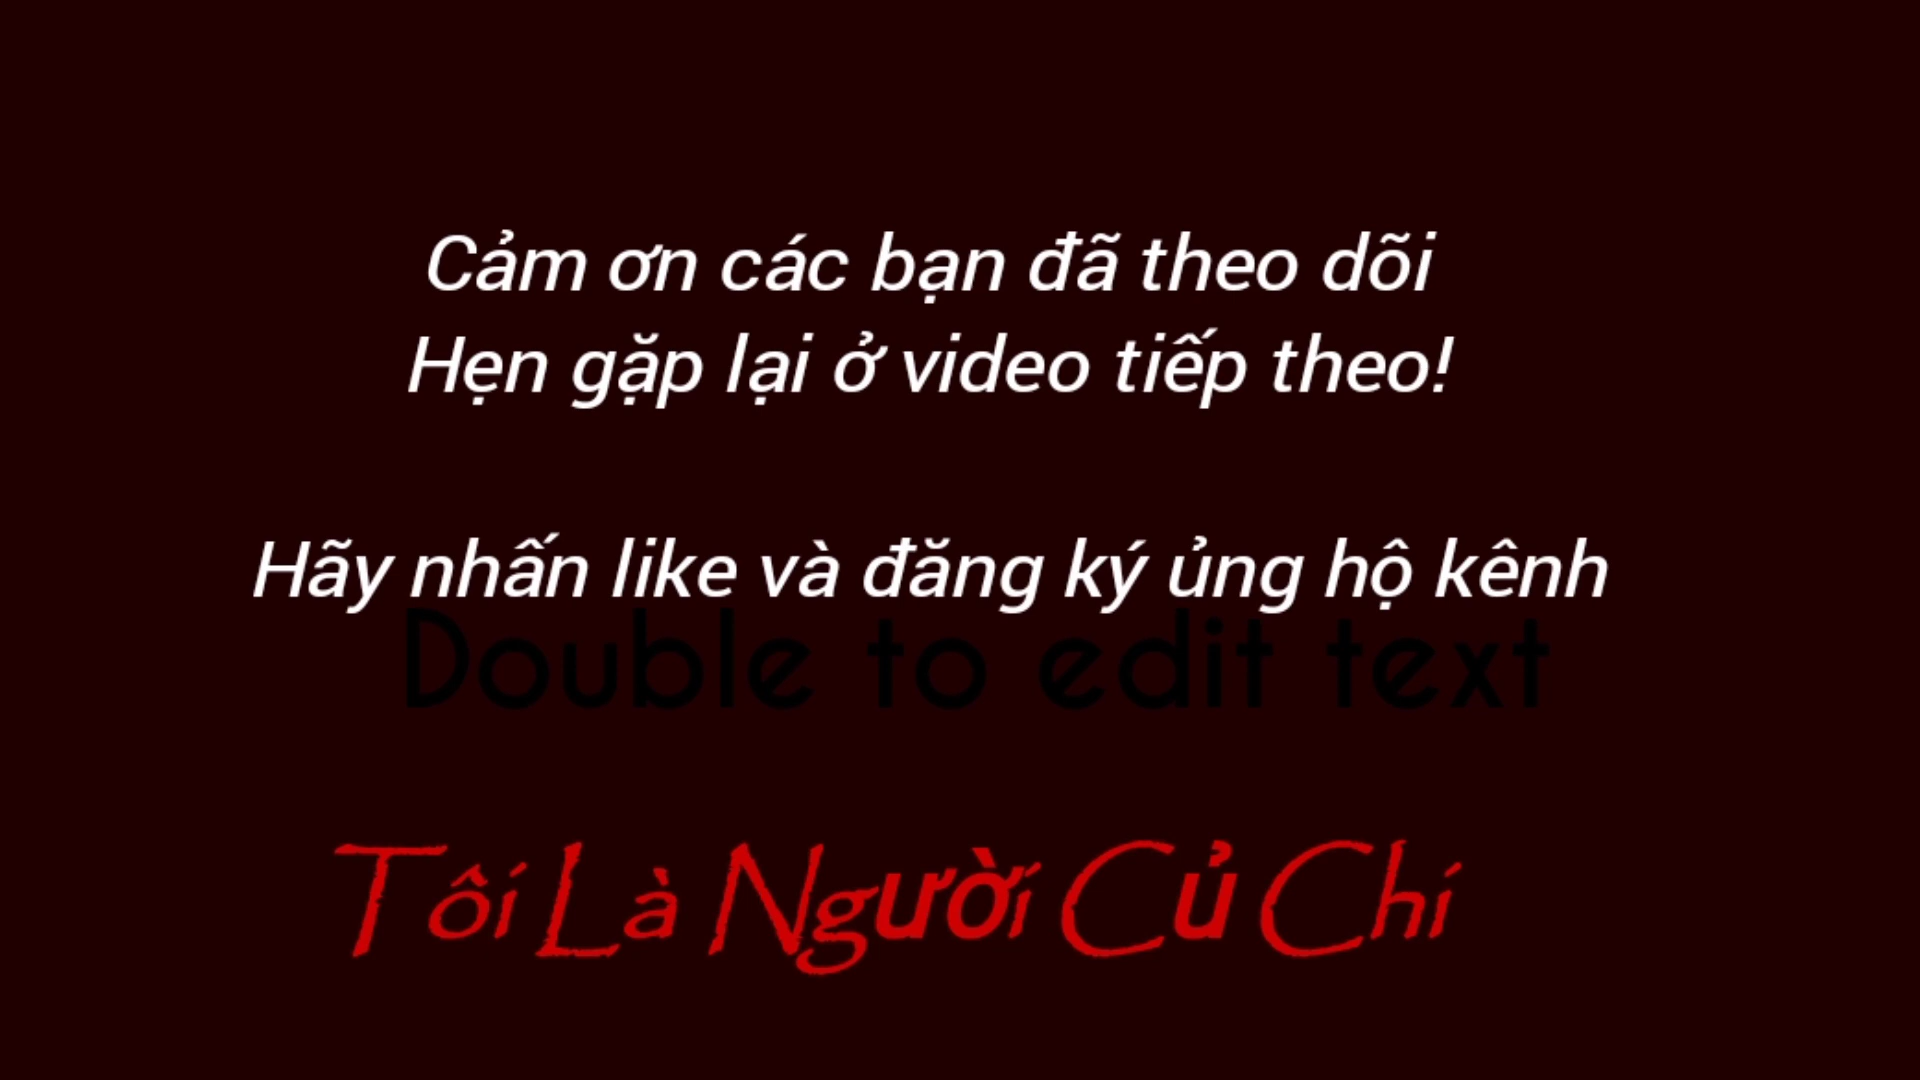 Cảm ơn các bạn đã theo dõi
Hẹn gặp lại ở video tiếp theo!
Hãy nhấn like và đăng ký ủng hộ kênh
Double to edit text
Tôi Là Người Củ Chi